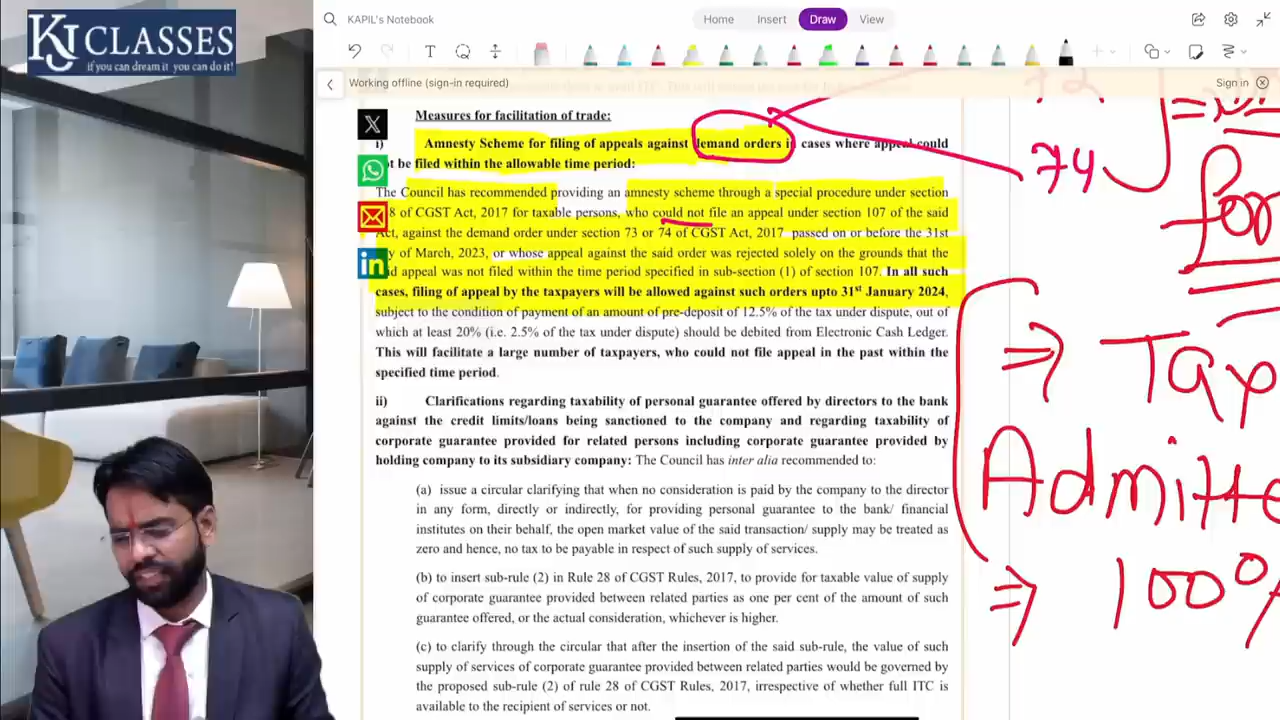 KJ CLASSES
if you can dream it you can do it!
KAPIL's Notebook
Home Insert Draw View
Working offline (sign-in required)
Sign in
Measures for facilitation of trade:
i) Amnesty Scheme for filing of appeals against demand orders in cases where appeal could
be filed within the allowable time period:
The Council has recommended providing an amnesty scheme through a special procedure under section
8 of CGST Act, 2017 for taxable persons, who could not file an appeal under section 107 of the said
Act, against the demand order under section 73 or 74 of CGST Act, 2017 passed on or before the 31st
of March, 2023, or whose appeal against the said order was rejected solely on the grounds that the
appeal was not filed within the time period specified in sub-section (1) of section 107. In all such
cases, filing of appeal by the taxpayers will be allowed against such orders upto 31st January 2024,
subject to the condition of payment of an amount of pre-deposit of 12.5% of the tax under dispute, out of
which at least 20% (i.e. 2.5% of the tax under dispute) should be debited from Electronic Cash Ledger.
This will facilitate a large number of taxpayers, who could not file appeal in the past within the
specified time period.
ii) Clarifications regarding taxability of personal guarantee offered by directors to the bank
against the credit limits/loans being sanctioned to the company and regarding taxability of
corporate guarantee provided for related persons including corporate guarantee provided by
holding company to its subsidiary company: The Council has inter alia recommended to:
(a) issue a circular clarifying that when no consideration is paid by the company to the director
in any form, directly or indirectly, for providing personal guarantee to the bank/ financial
institutes on their behalf, the open market value of the said transaction/ supply may be treated as
zero and hence, no tax to be payable in respect of such supply of services.
(b) to insert sub-rule (2) in Rule 28 of CGST Rules, 2017, to provide for taxable value of supply
of corporate guarantee provided between related parties as one per cent of the amount of such
guarantee offered, or the actual consideration, whichever is higher.
(c) to clarify through the circular that after the insertion of the said sub-rule, the value of such
supply of services of corporate guarantee provided between related parties would be governed by
the proposed sub-rule (2) of rule 28 of CGST Rules, 2017, irrespective of whether full ITC is
available to the recipient of services or not.
74
for
⇒ Tax
Admitte
⇒ 100%